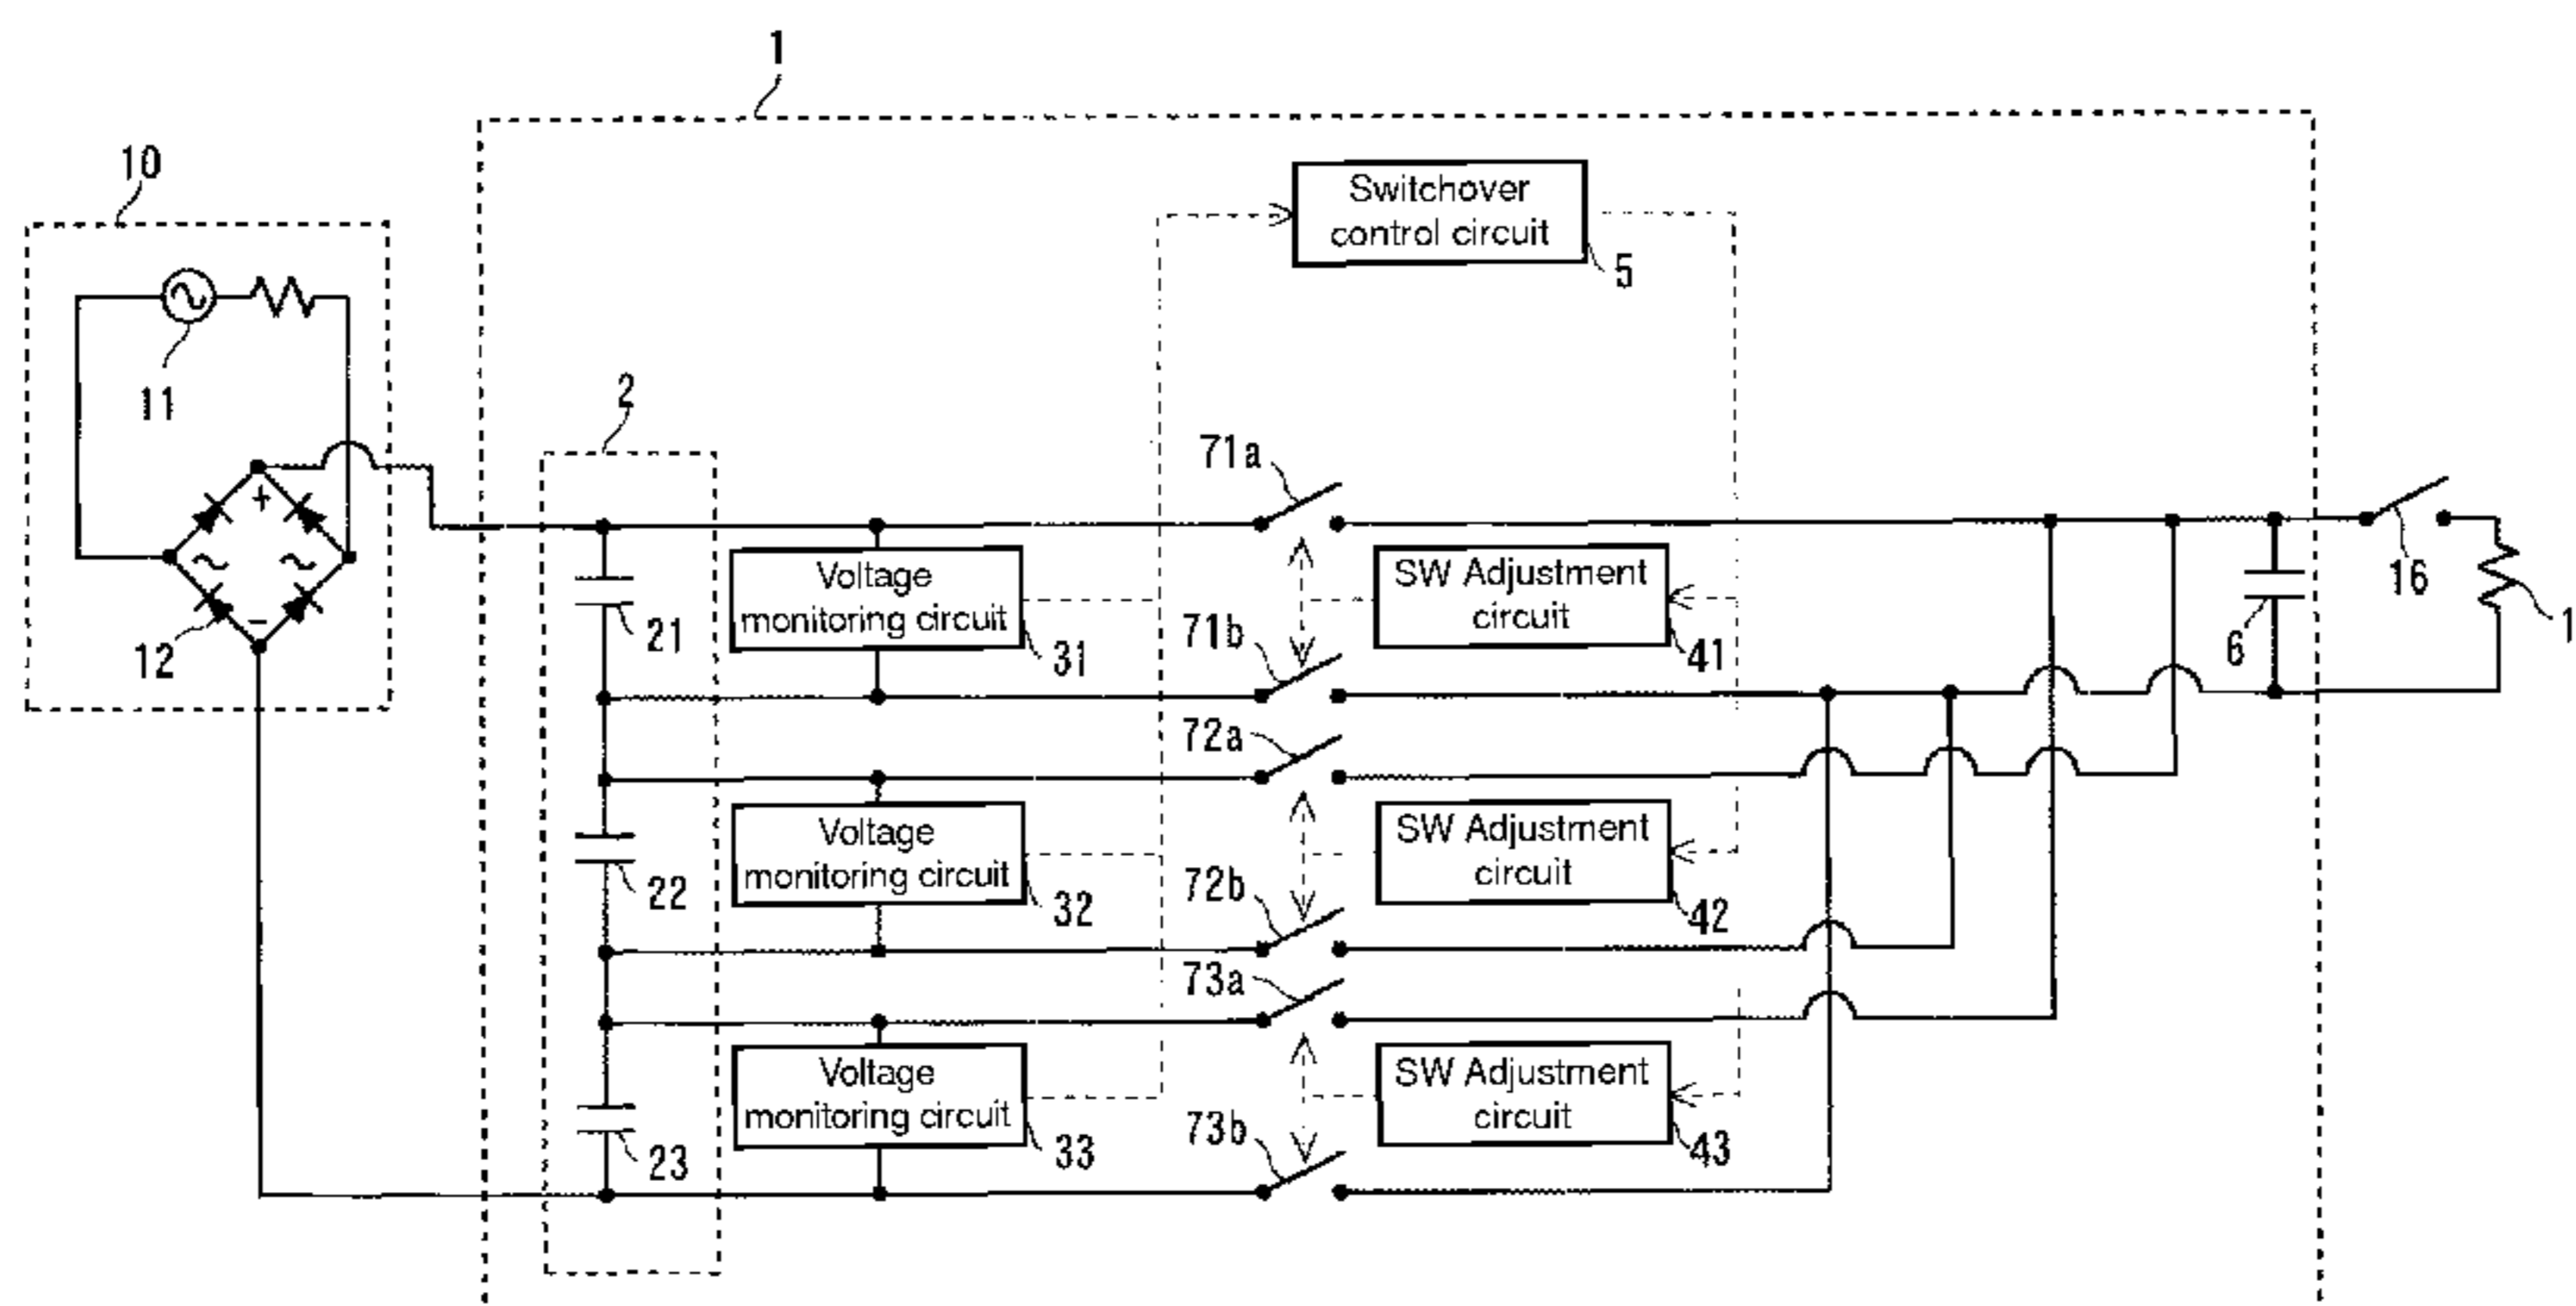 1
10
Switchover
control circuit
5
11
2
+
71a
Voltage
monitoring circuit
SW Adjustment
circuit
16
1
12
−
21
31
71b
41
6
72a
Voltage
monitoring circuit
SW Adjustment
circuit
22
32
72b
42
73a
Voltage
monitoring circuit
SW Adjustment
circuit
23
33
73b
43